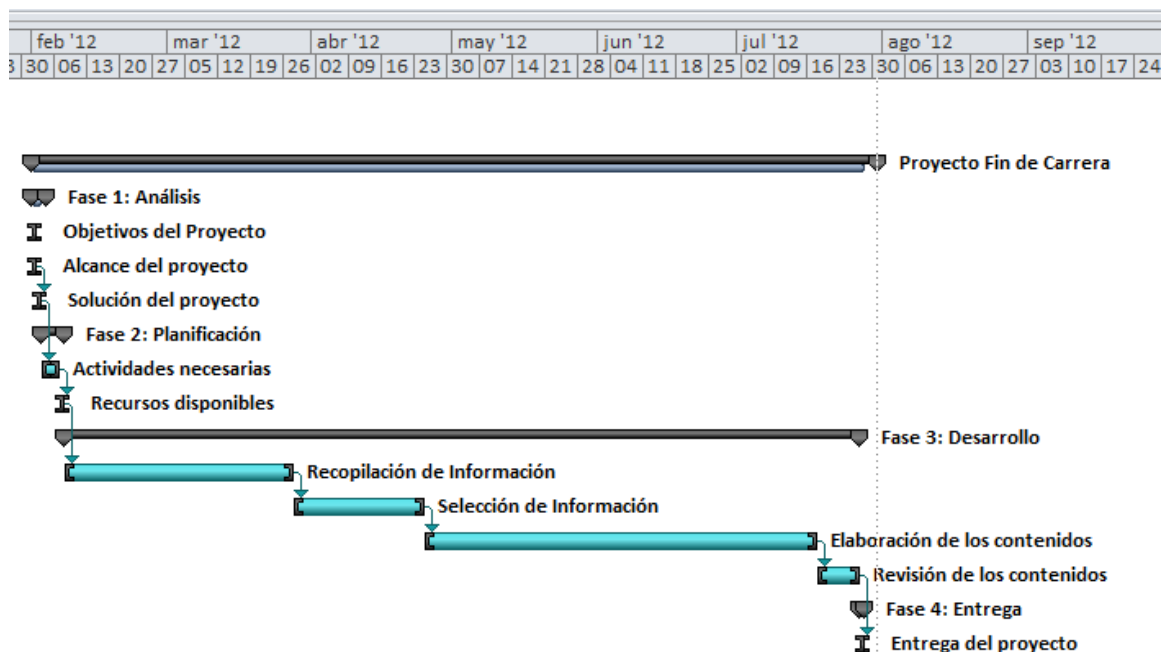 feb '12 mar '12 abr '12 may '12 jun '12 jul '12 ago '12 sep '12
30 06 13 20 27 05 12 19 26 02 09 16 23 30 07 14 21 28 04 11 18 25 02 09 16 23 30 06 13 20 27 03 10 17 24
Proyecto Fin de Carrera
Fase 1: Análisis
Objetivos del Proyecto
Alcance del proyecto
Solución del proyecto
Fase 2: Planificación
Actividades necesarias
Recursos disponibles
Fase 3: Desarrollo
Recopilación de Información
Selección de Información
Elaboración de los contenidos
Revisión de los contenidos
Fase 4: Entrega
Entrega del proyecto